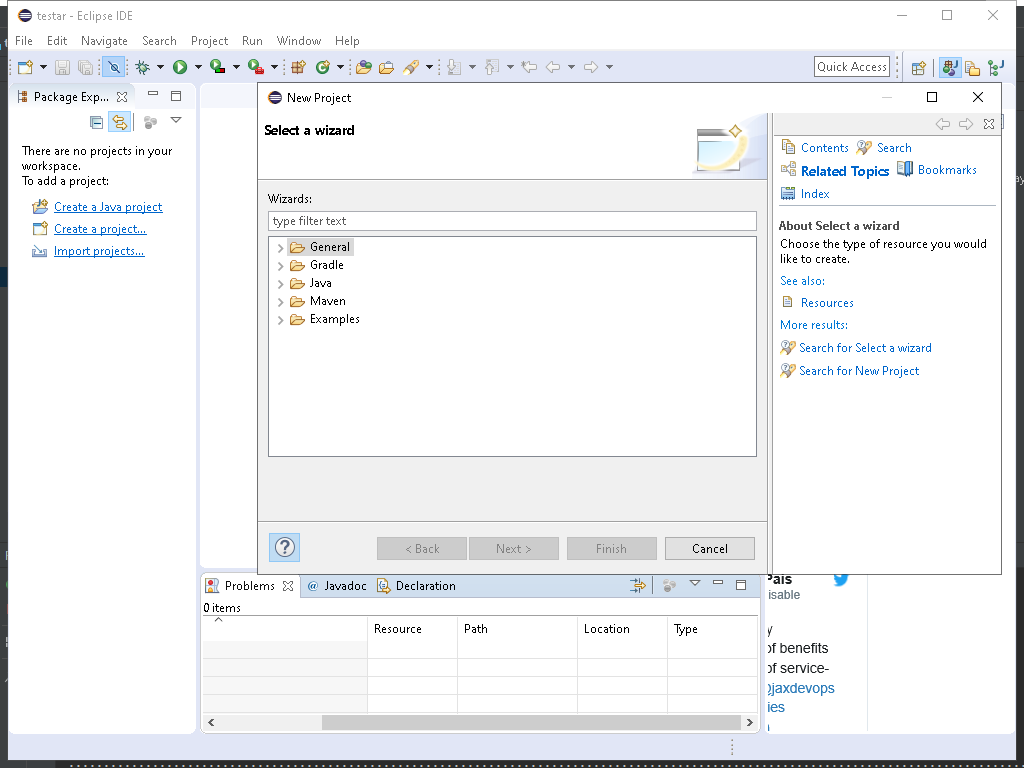 testar - Eclipse IDE
File Edit Navigate Search Project Run Window Help
Quick Access
Package Exp...
There are no projects in your
workspace.
To add a project:
Create a Java project
Create a project...
Import projects...
New Project
Select a wizard
Wizards:
type filter text
General
Gradle
Java
Maven
Examples
?
< Back Next > Finish Cancel
Contents Search
Related Topics Bookmarks
Index
About Select a wizard
Choose the type of resource you would
like to create.
See also:
Resources
More results:
Search for Select a wizard
Search for New Project
Problems @ Javadoc Declaration
0 items
Resource Path Location Type
Pais
isable
y
of benefits
of service-
@jaxdevops
ies